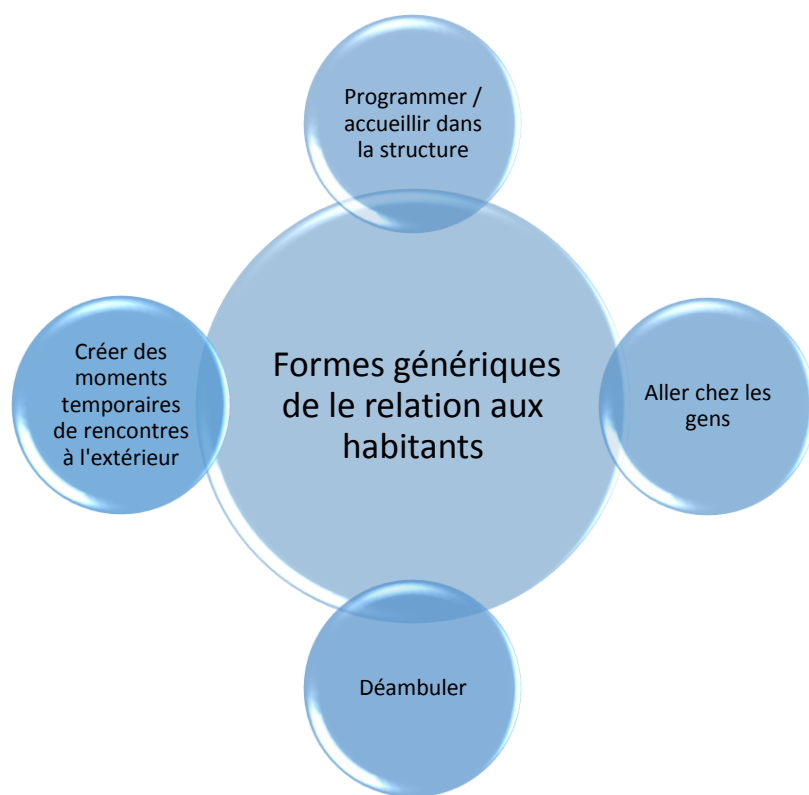 Programmer /
accueillir dans
la structure
Créer des
moments
temporaires
de rencontres
à l'extérieur
Formes génériques
de le relation aux
habitants
Aller chez les
gens
Déambuler